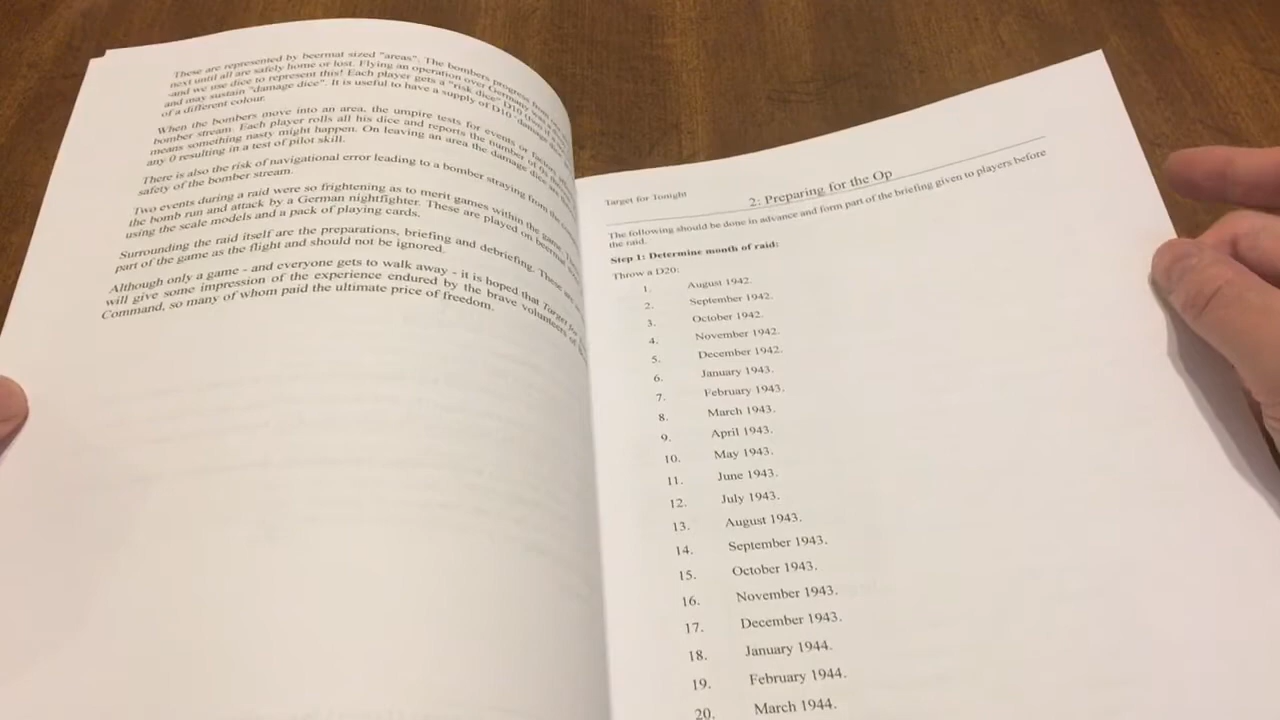 These are represented by beermat sized "areas". The bombers progress from
next until all are safely home or lost. Flying an operation over Germany was
-and we use dice to represent this! Each player gets a "risk dice" D10 (two if
and may sustain "damage dice". It is useful to have a supply of D10 - damage dice
of a different colour.
When the bombers move into an area, the umpire tests for events or factors
bomber stream. Each player rolls all his dice and reports the number of 0s
means something nasty might happen. On leaving an area the damage dice are
any 0 resulting in a test of pilot skill.
There is also the risk of navigational error leading to a bomber straying from the
safety of the bomber stream.
Two events during a raid were so frightening as to merit games within the game.
the bomb run and attack by a German nightfighter. These are played on beermat
using the scale models and a pack of playing cards.
Surrounding the raid itself are the preparations, briefing and debriefing. These are
part of the game as the flight and should not be ignored.
Although only a game - and everyone gets to walk away - it is hoped that Target for
will give some impression of the experience endured by the brave volunteers of
Command, so many of whom paid the ultimate price of freedom.
Target for Tonight
2: Preparing for the Op
The following should be done in advance and form part of the briefing given to players before
the raid.
Step 1: Determine month of raid:
Throw a D20:
1. August 1942.
2. September 1942.
3. October 1942.
4. November 1942.
5. December 1942.
6. January 1943.
7. February 1943.
8. March 1943.
9. April 1943.
10. May 1943.
11. June 1943.
12. July 1943.
13. August 1943.
14. September 1943.
15. October 1943.
16. November 1943.
17. December 1943.
18. January 1944.
19. February 1944.
20. March 1944.